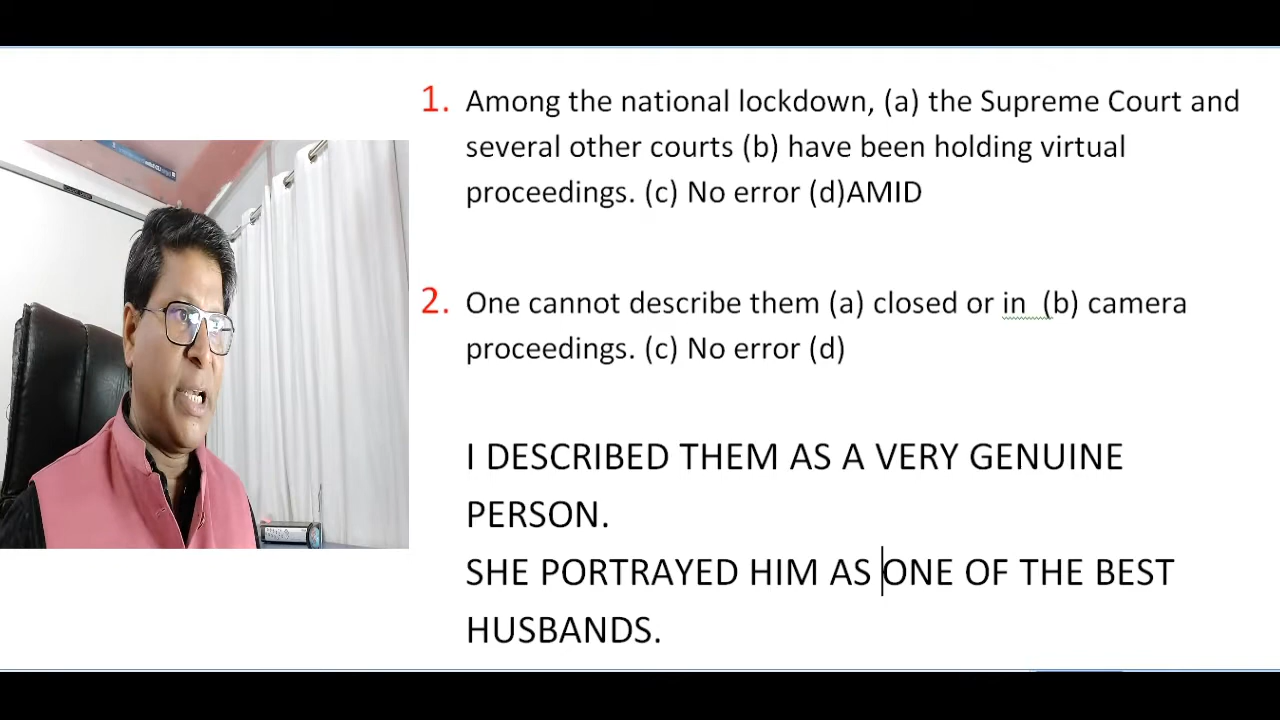 1. Among the national lockdown, (a) the Supreme Court and
several other courts (b) have been holding virtual
proceedings. (c) No error (d)AMID
2. One cannot describe them (a) closed or in  (b) camera
proceedings. (c) No error (d)
I DESCRIBED THEM AS A VERY GENUINE
PERSON.
SHE PORTRAYED HIM AS ONE OF THE BEST
HUSBANDS.